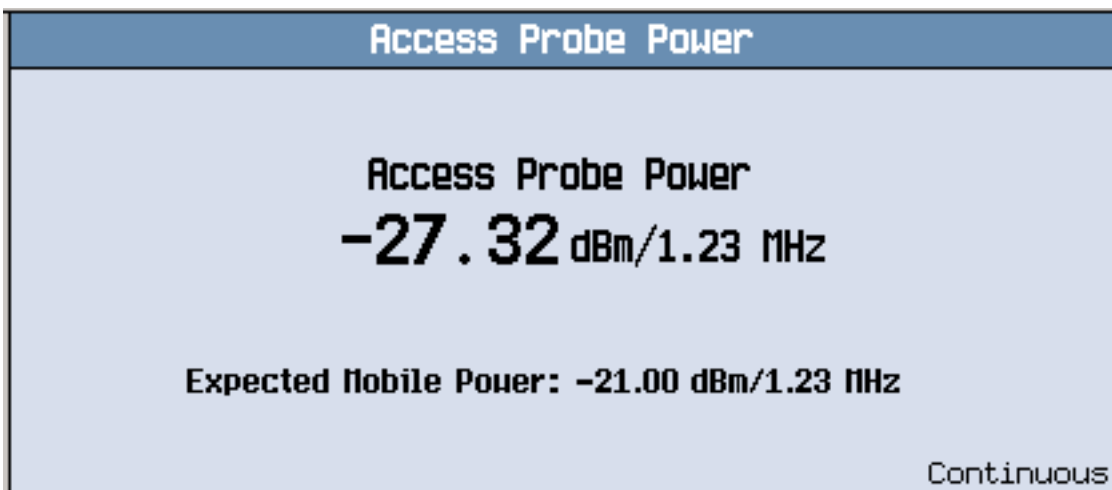 Access Probe Power
Access Probe Power
-27.32 dBm/1.23 MHz
Expected Mobile Power: -21.00 dBm/1.23 MHz
Continuous